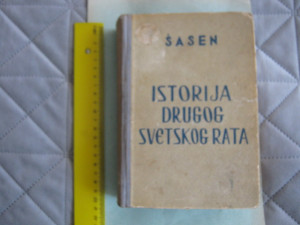 ŠASEN
ISTORIJA
DRUGOG
SVETSKOG RATA